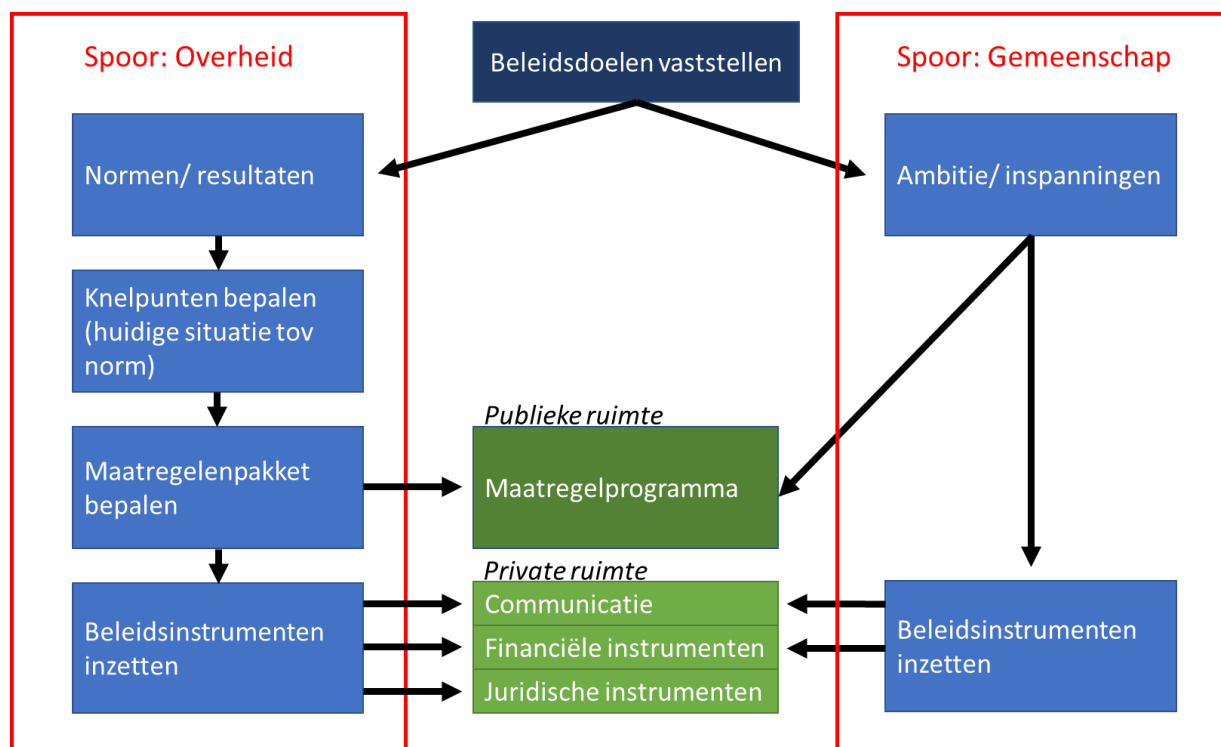 Spoor: Overheid
Beleidsdoelen vaststellen
Spoor: Gemeenschap
Normen/ resultaten
Ambitie/ inspanningen
Knelpunten bepalen
(huidige situatie tov
norm)
Maatregelenpakket
bepalen
Publieke ruimte
Maatregelprogramma
Beleidsinstrumenten
inzetten
Private ruimte
Communicatie
Financiële instrumenten
Juridische instrumenten
Beleidsinstrumenten
inzetten